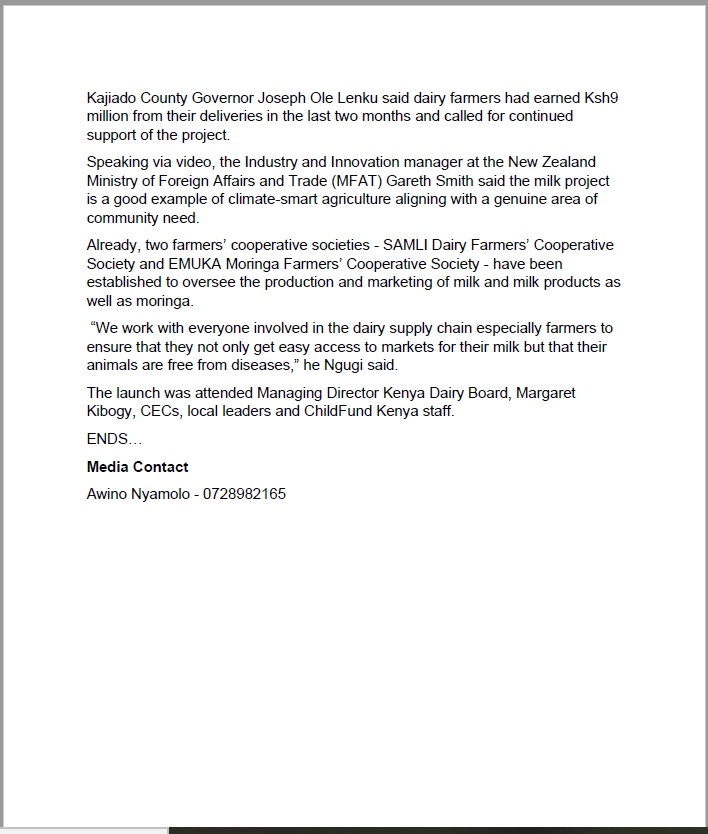 Kajiado County Governor Joseph Ole Lenku said dairy farmers had earned Ksh9
million from their deliveries in the last two months and called for continued
support of the project.
Speaking via video, the Industry and Innovation manager at the New Zealand
Ministry of Foreign Affairs and Trade (MFAT) Gareth Smith said the milk project
is a good example of climate-smart agriculture aligning with a genuine area of
community need.
Already, two farmers’ cooperative societies - SAMLI Dairy Farmers’ Cooperative
Society and EMUKA Moringa Farmers’ Cooperative Society - have been
established to oversee the production and marketing of milk and milk products as
well as moringa.
“We work with everyone involved in the dairy supply chain especially farmers to
ensure that they not only get easy access to markets for their milk but that their
animals are free from diseases,” he Ngugi said.
The launch was attended Managing Director Kenya Dairy Board, Margaret
Kibogy, CECs, local leaders and ChildFund Kenya staff.
ENDS…
Media Contact
Awino Nyamolo - 0728982165